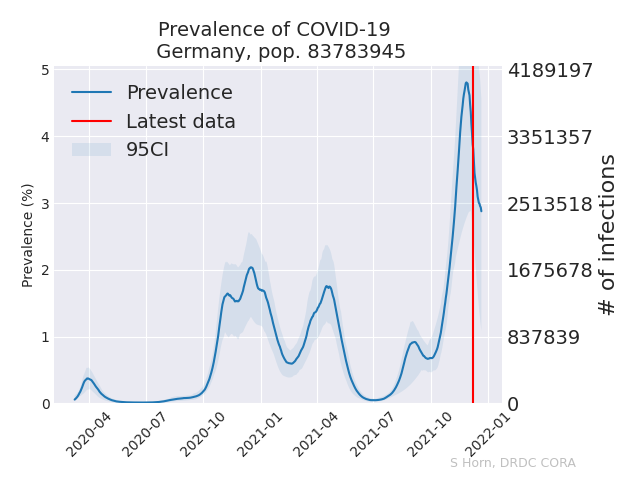 Prevalence of COVID-19
Germany, pop. 83783945
Prevalence
Latest data
95CI
Prevalence (%)
5
4
3
2
1
0
4189197
3351357
2513518
1675678
837839
0
# of infections
2020-04
2020-07
2020-10
2021-01
2021-04
2021-07
2021-10
2022-01
S Horn, DRDC CORA